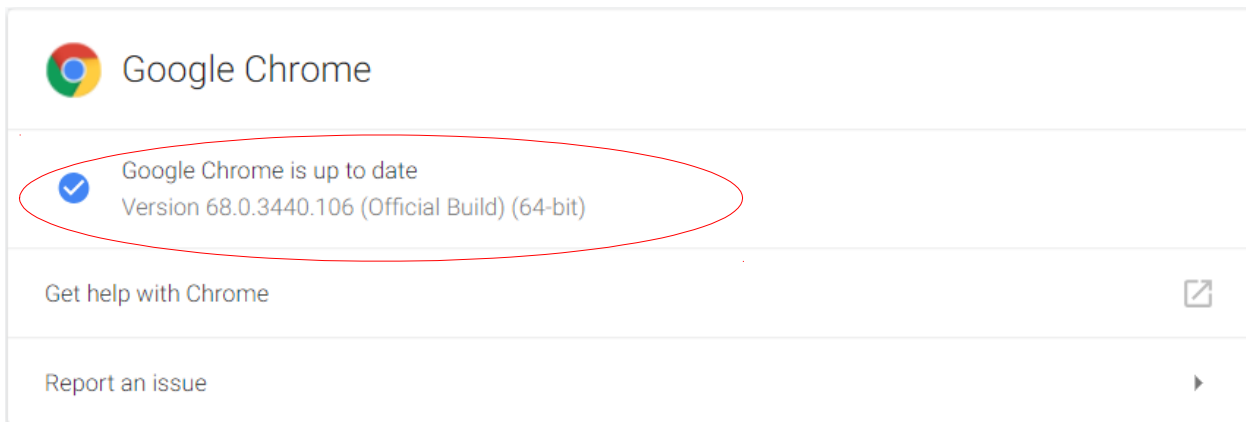 Google Chrome
Google Chrome is up to date
Version 68.0.3440.106 (Official Build) (64-bit)
Get help with Chrome
Report an issue